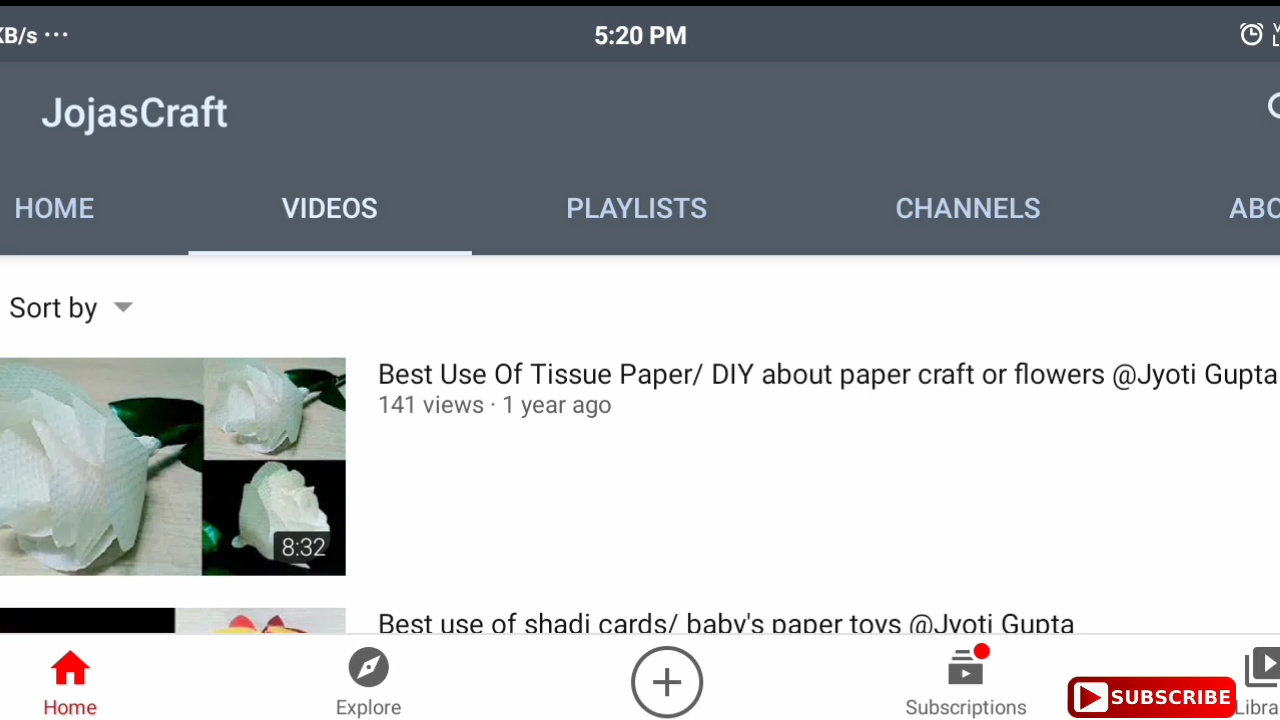 KB/s ...
5:20 PM
JojasCraft
HOME
VIDEOS
PLAYLISTS
CHANNELS
ABO
Sort by
Best Use Of Tissue Paper/ DIY about paper craft or flowers @Jyoti Gupta
141 views · 1 year ago
8:32
Best use of shadi cards/ baby's paper toys @Jyoti Gupta
Home
Explore
Subscriptions
SUBSCRIBE
Libra